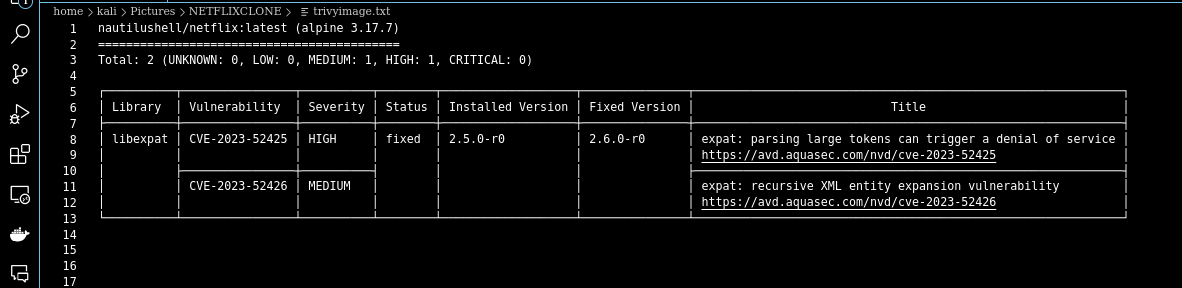 home > kali > Pictures > NETFLIXCLONE > trivyimage.txt
1 nautilushell/netflix:latest (alpine 3.17.7)
2 ===========================================
3 Total: 2 (UNKNOWN: 0, LOW: 0, MEDIUM: 1, HIGH: 1, CRITICAL: 0)
4
5
6 Library Vulnerability Severity Status Installed Version Fixed Version Title
7
8 libexpat CVE-2023-52425 HIGH fixed 2.5.0-r0 2.6.0-r0 expat: parsing large tokens can trigger a denial of service
9 https://avd.aquasec.com/nvd/cve-2023-52425
10
11 CVE-2023-52426 MEDIUM expat: recursive XML entity expansion vulnerability
12 https://avd.aquasec.com/nvd/cve-2023-52426
13
14
15
16
17